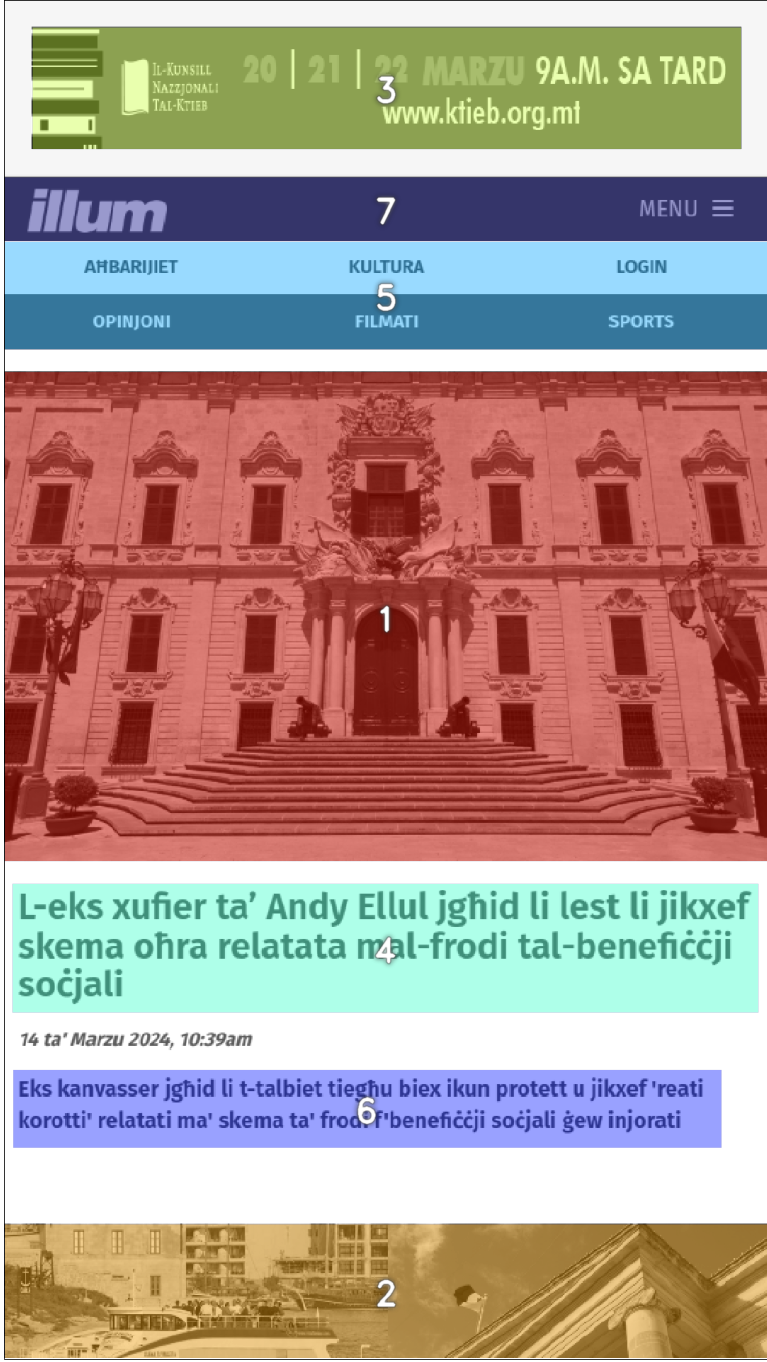 IL-KUNSILL
NAZZJONALI
TAL-KTIEB
20 | 21 | 22 MARZU 9A.M. SA TARD
www.ktieb.org.mt
3
illum
7
MENU
AĦBARIJIET KULTURA LOGIN
5
OPINJONI FILMATI SPORTS
1
L-eks xufier ta’ Andy Ellul jgħid li lest li jikxef
skema oħra relatata mal-frodi tal-benefiċċji
soċjali
4
14 ta' Marzu 2024, 10:39am
Eks kanvasser jgħid li t-talbiet tiegħu biex ikun protett u jikxef 'reati
korotti' relatati ma' skema ta' frodi f'benefiċċji soċjali ġew injorati
6
2